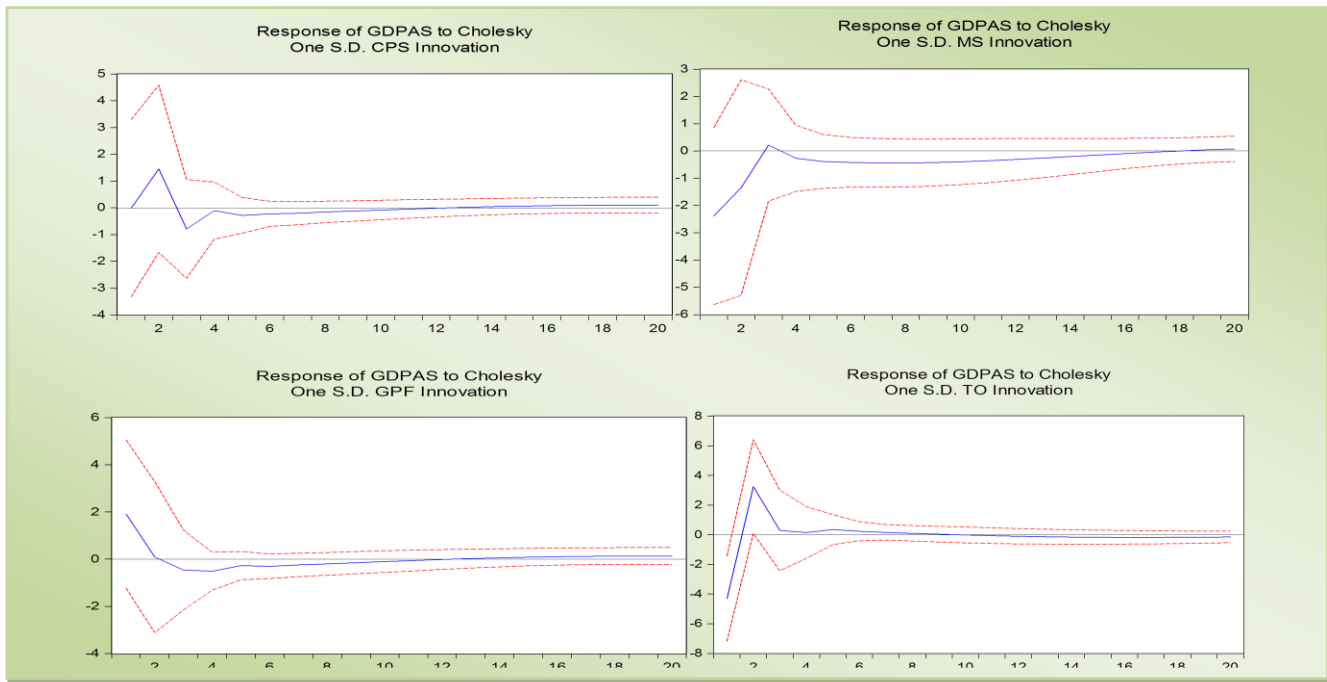 Response of GDPAS to Cholesky
One S.D. CPS Innovation
5
4
3
2
1
0
-1
-2
-3
-4
2 4 6 8 10 12 14 16 18 20
Response of GDPAS to Cholesky
One S.D. MS Innovation
3
2
1
0
-1
-2
-3
-4
-5
-6
2 4 6 8 10 12 14 16 18 20
Response of GDPAS to Cholesky
One S.D. GPF Innovation
6
4
2
0
-2
-4
2 4 6 8 10 12 14 16 18 20
Response of GDPAS to Cholesky
One S.D. TO Innovation
8
6
4
2
0
-2
-4
-6
-8
2 4 6 8 10 12 14 16 18 20